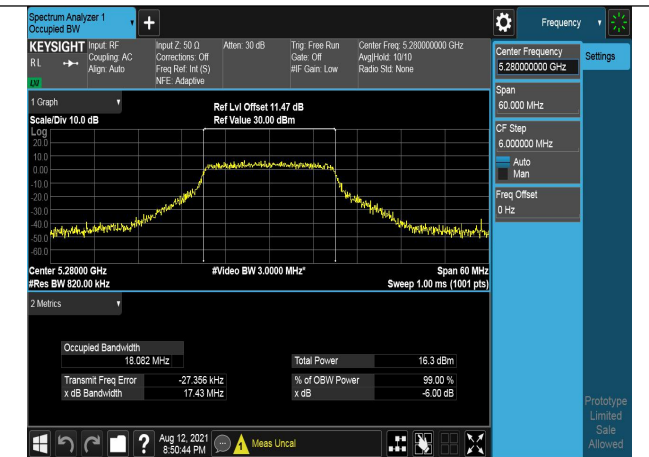 Spectrum Analyzer 1
Occupied BW
+
Frequency
KEYSIGHT
RL
LXI
Input: RF
Coupling: AC
Align: Auto
Input Z: 50 Ω
Corrections: Off
Freq Ref: Int (S)
NFE: Adaptive
Atten: 30 dB
Trig: Free Run
Gate: Off
#IF Gain: Low
Center Freq: 5.280000000 GHz
Avg|Hold: 10/10
Radio Std: None
Center Frequency
5.280000000 GHz
Settings
Span
60.000 MHz
CF Step
6.000000 MHz
Auto
Man
Freq Offset
0 Hz
1 Graph
Scale/Div 10.0 dB
Ref Lvl Offset 11.47 dB
Ref Value 30.00 dBm
Log
20.0
10.0
0.00
-10.0
-20.0
-30.0
-40.0
-50.0
-60.0
Center 5.28000 GHz
#Res BW 820.00 kHz
#Video BW 3.0000 MHz*
Span 60 MHz
Sweep 1.00 ms (1001 pts)
2 Metrics
Occupied Bandwidth
18.082 MHz
Total Power 16.3 dBm
Transmit Freq Error -27.356 kHz
% of OBW Power 99.00 %
x dB Bandwidth 17.43 MHz
x dB -6.00 dB
Prototype
Limited
Sale
Allowed
?
Aug 12, 2021
8:50:44 PM
1
Meas Uncal